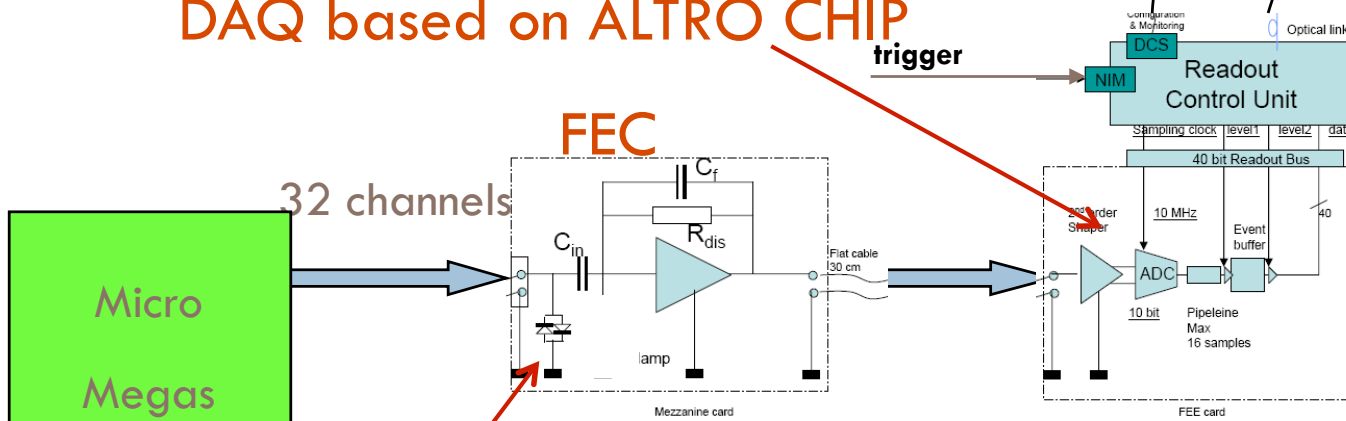 DAQ based on ALTRO CHIP
Configuration
& Monitoring
Optical link
DCS
trigger
NIM
Readout
Control Unit
Sampling clock
level1
level2
40 bit Readout Bus
FEC
32 channels
Cf
Rdis
Cin
Flat cable
30 cm
Shaper
10 MHz
40
Event
buffer
ADC
10 bit
Pipeleine
Max
16 samples
Micro
Megas
Mezzanine card
FEE card